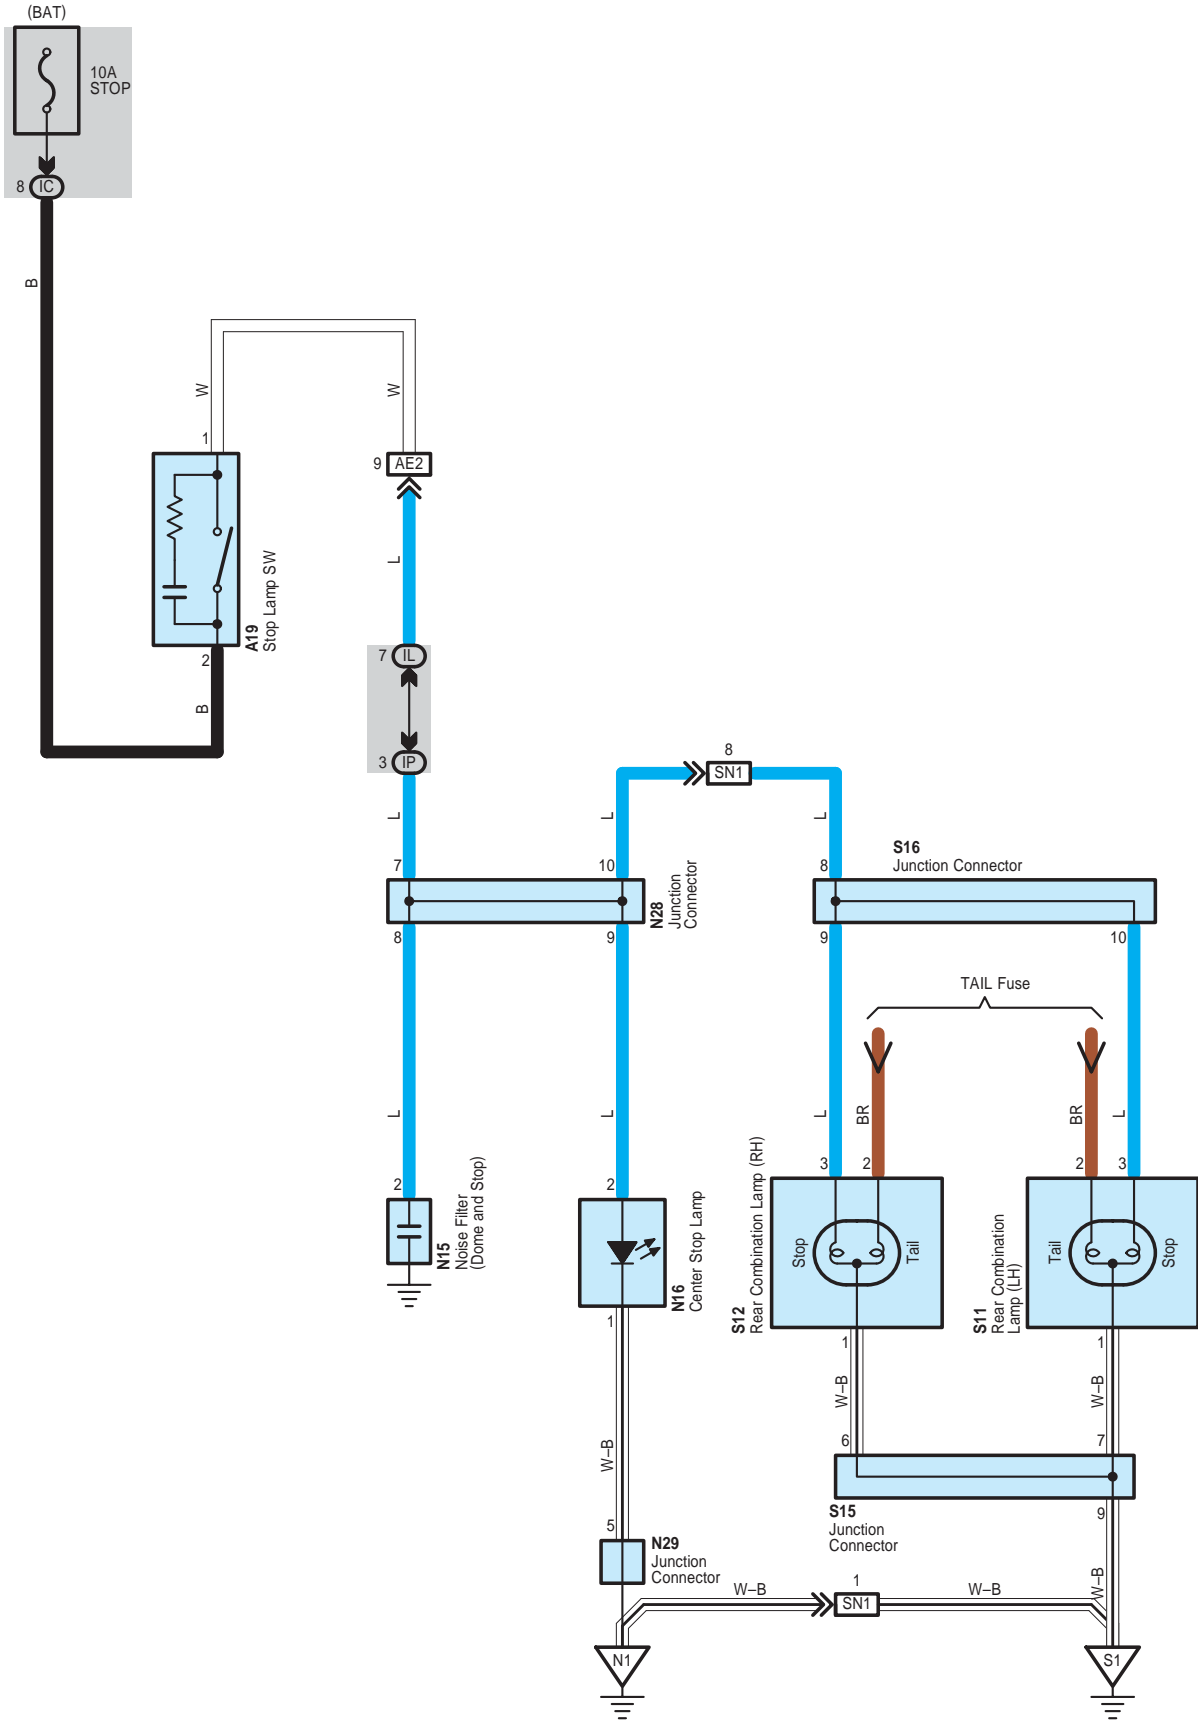 (BAT)
10A
STOP
8
IC
B
W
W
1
9
AE2
A19
Stop Lamp SW
L
2
B
7
IL
3
IP
8
SN1
L
L
L
7
10
N28
Junction
Connector
8
9
S16
Junction Connector
8
9
10
TAIL Fuse
L
L
L
BR
BR
L
2
N15
Noise Filter
(Dome and Stop)
2
N16
Center Stop Lamp
1
3
2
S12
Rear Combination Lamp (RH)
Stop
Tail
1
2
3
S11
Rear Combination
Lamp (LH)
Tail
Stop
1
W–B
W–B
W–B
6
7
S15
Junction
Connector
9
5
N29
Junction
Connector
W–B
1
SN1
W–B
W–B
N1
S1